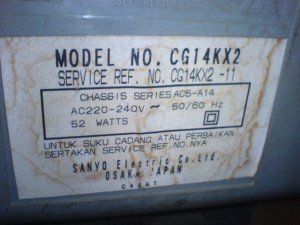 MODEL NO. CG14KX2
SERVICE REF. NO. CG14KX2 -11
CHASSIS SERIES AC5-A14
AC220-240V ~ 50/60 Hz
52 WATTS
UNTUK SUKU CADANG ATAU PERBAIKAN
SERTAKAN SERVICE REF. NO.NYA
SANYO Electric Co.Ltd.
OSAKA JAPAN
C4SGT